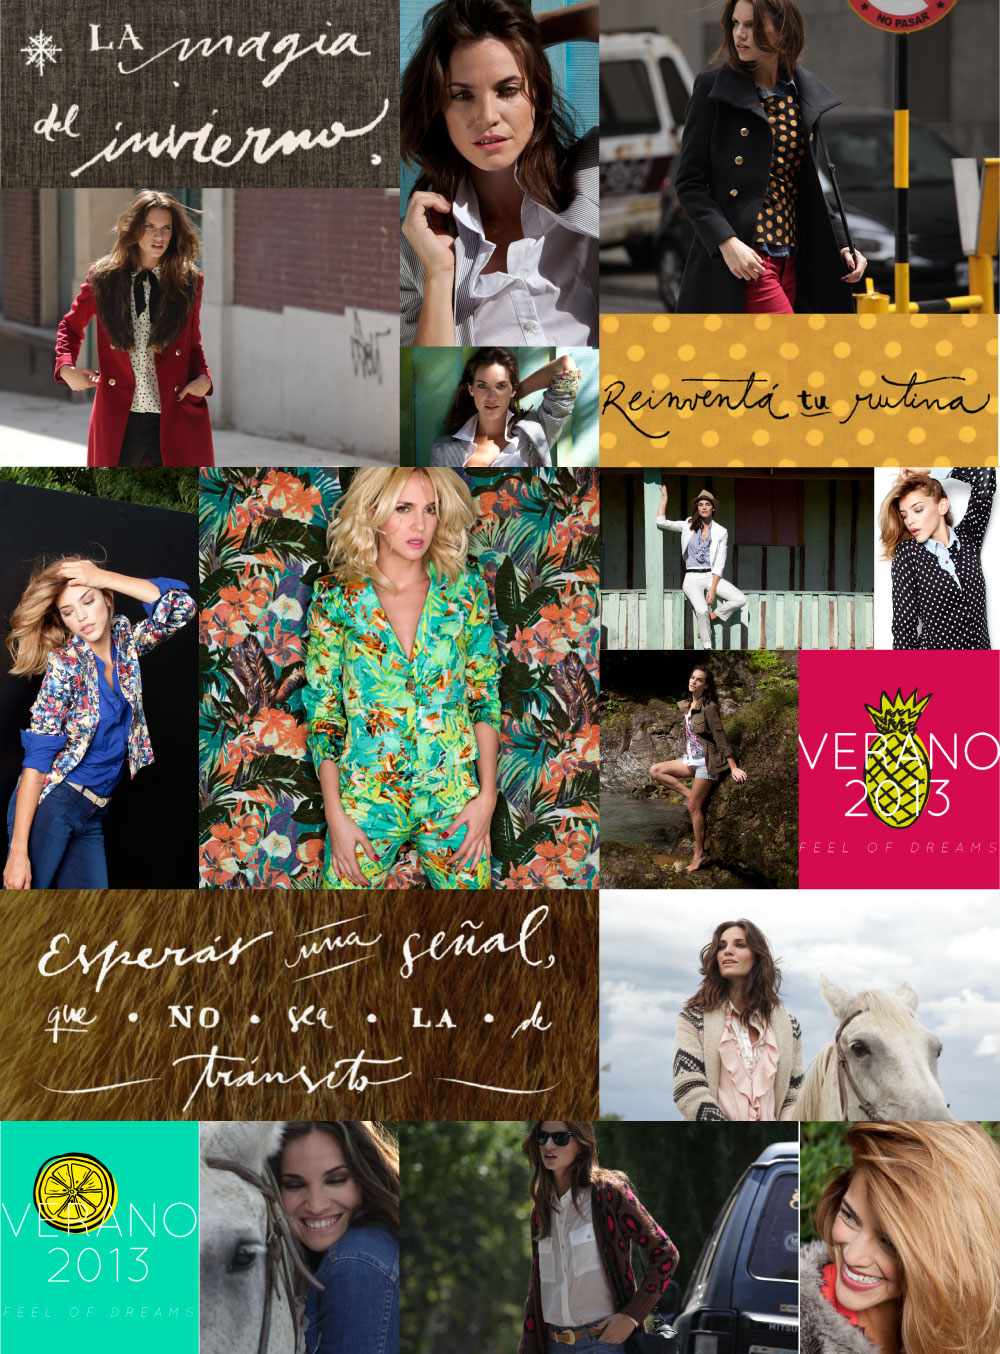 LA magia
del invierno.
NO PASAR
Reinventá tu rutina
VERANO
2013
FEEL OF DREAMS
Esperás una señal,
que • NO • sea • LA • de
tránsito
VERANO
2013
FEEL OF DREAMS